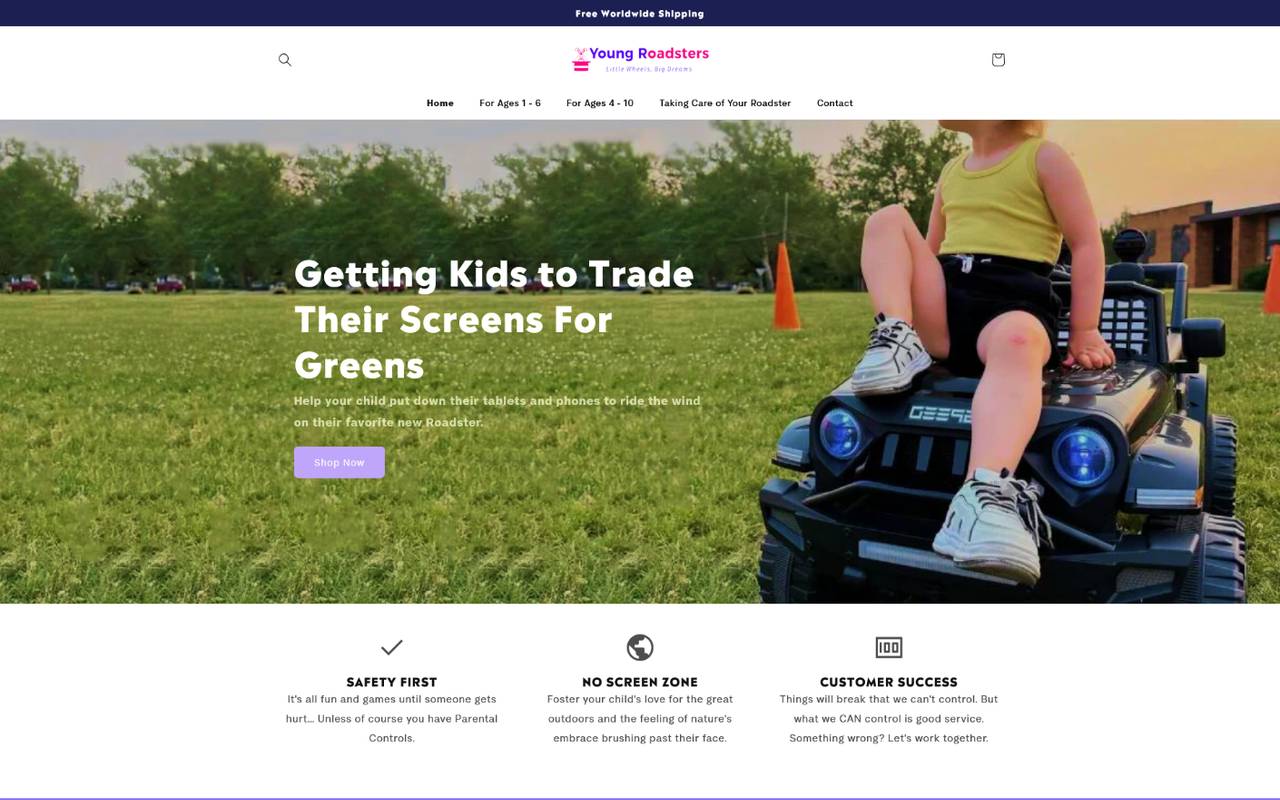 Free Worldwide Shipping
Young Roadsters
Little Wheels, Big Dreams
Home
For Ages 1 - 6
For Ages 4 - 10
Taking Care of Your Roadster
Contact
Getting Kids to Trade
Their Screens For
Greens
Help your child put down their tablets and phones to ride the wind
on their favorite new Roadster.
Shop Now
SAFETY FIRST
It's all fun and games until someone gets
hurt... Unless of course you have Parental
Controls.
NO SCREEN ZONE
Foster your child's love for the great
outdoors and the feeling of nature's
embrace brushing past their face.
100
CUSTOMER SUCCESS
Things will break that we can't control. But
what we CAN control is good service.
Something wrong? Let's work together.